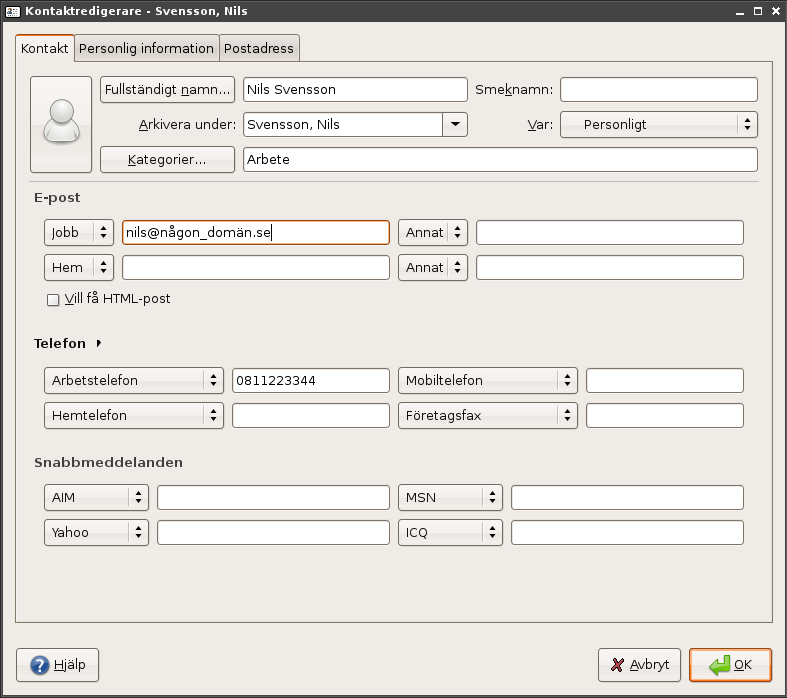 Kontaktredigerare - Svensson, Nils
Kontakt Personlig information Postadress
Fullständigt namn... Nils Svensson Smeknamn:
Arkivera under: Svensson, Nils Var: Personligt
Kategorier... Arbete
E-post
Jobb nils@någon_domän.se Annat
Hem Annat
Vill få HTML-post
Telefon
Arbetstelefon 0811223344 Mobiltelefon
Hemtelefon Företagsfax
Snabbmeddelanden
AIM MSN
Yahoo ICQ
Hjälp Avbryt OK